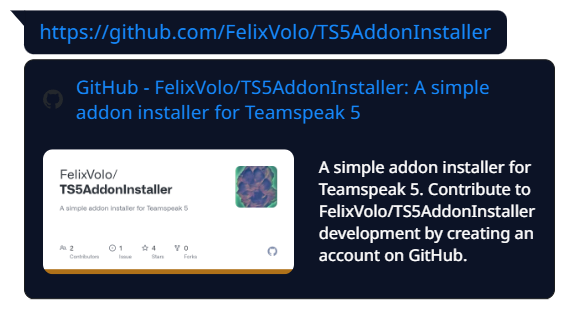 https://github.com/FelixVolo/TS5AddonInstaller
GitHub - FelixVolo/TS5AddonInstaller: A simple
addon installer for Teamspeak 5
FelixVolo/
TS5AddonInstaller
A simple addon installer for Teamspeak 5
2
Contributors
1
Issue
4
Stars
0
Forks
A simple addon installer for
Teamspeak 5. Contribute to
FelixVolo/TS5AddonInstaller
development by creating an
account on GitHub.